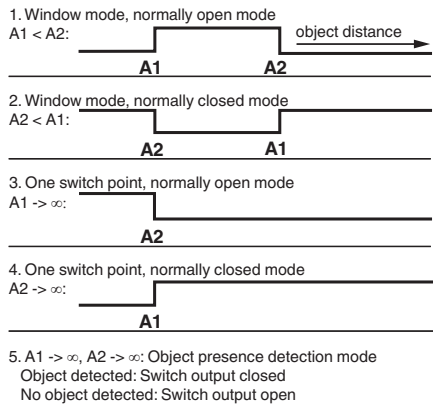 1. Window mode, normally open mode
A1 < A2:
object distance
A1
A2
2. Window mode, normally closed mode
A2 < A1:
A2
A1
3. One switch point, normally open mode
A1 -> ∞:
A2
4. One switch point, normally closed mode
A2 -> ∞:
A1
5. A1 -> ∞, A2 -> ∞: Object presence detection mode
Object detected: Switch output closed
No object detected: Switch output open